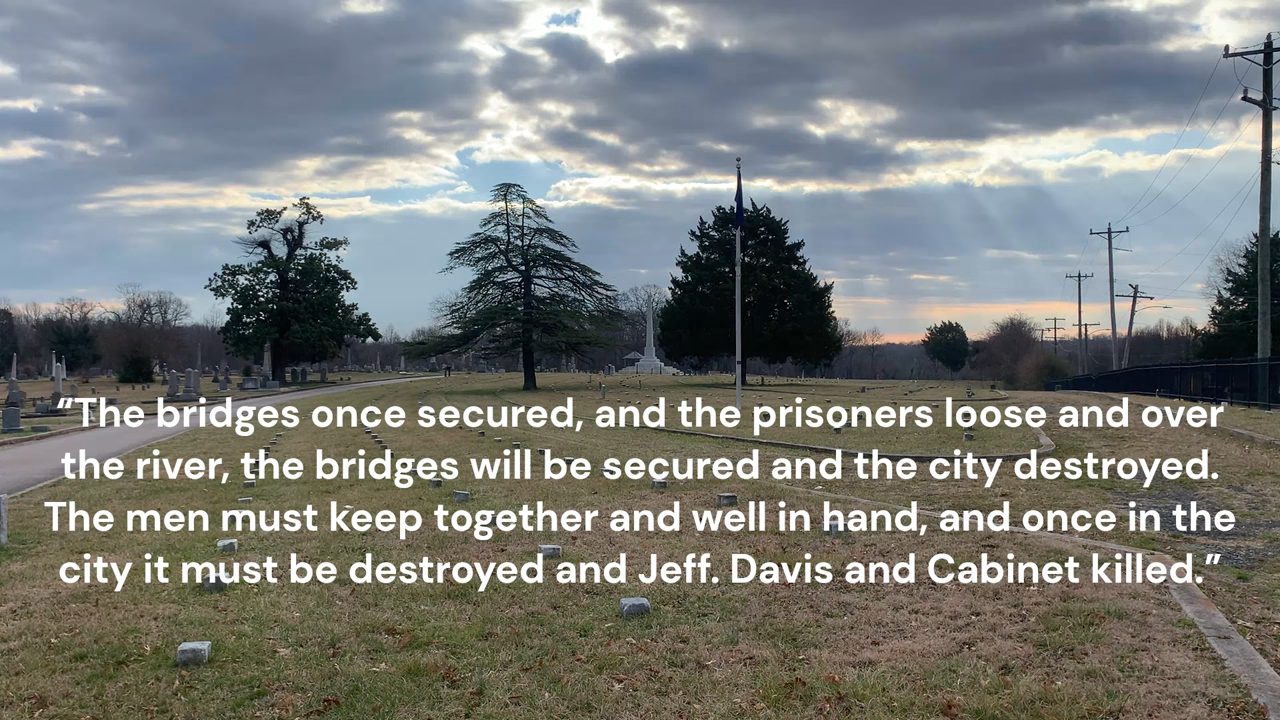 "The bridges once secured, and the prisoners loose and over
the river, the bridges will be secured and the city destroyed.
The men must keep together and well in hand, and once in the
city it must be destroyed and Jeff. Davis and Cabinet killed."